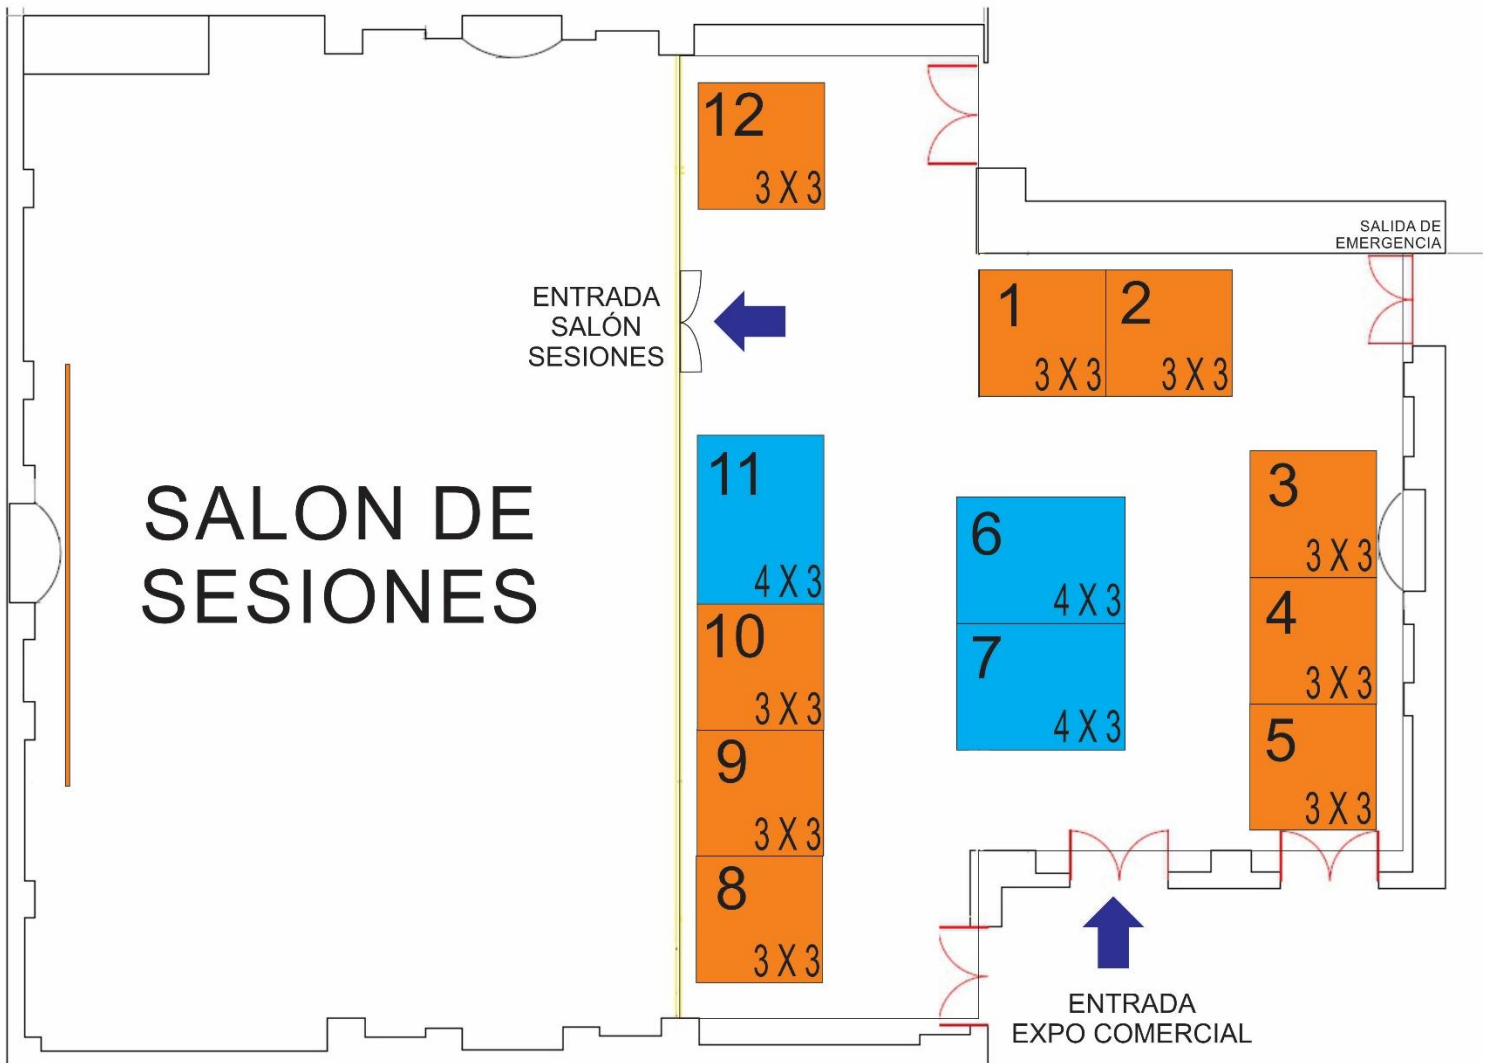 12
3 X 3
SALIDA DE
EMERGENCIA
ENTRADA
SALÓN
SESIONES
1
3 X 3
2
3 X 3
SALON DE
SESIONES
11
4 X 3
10
3 X 3
9
3 X 3
8
3 X 3
6
4 X 3
7
4 X 3
3
3 X 3
4
3 X 3
5
3 X 3
ENTRADA
EXPO COMERCIAL